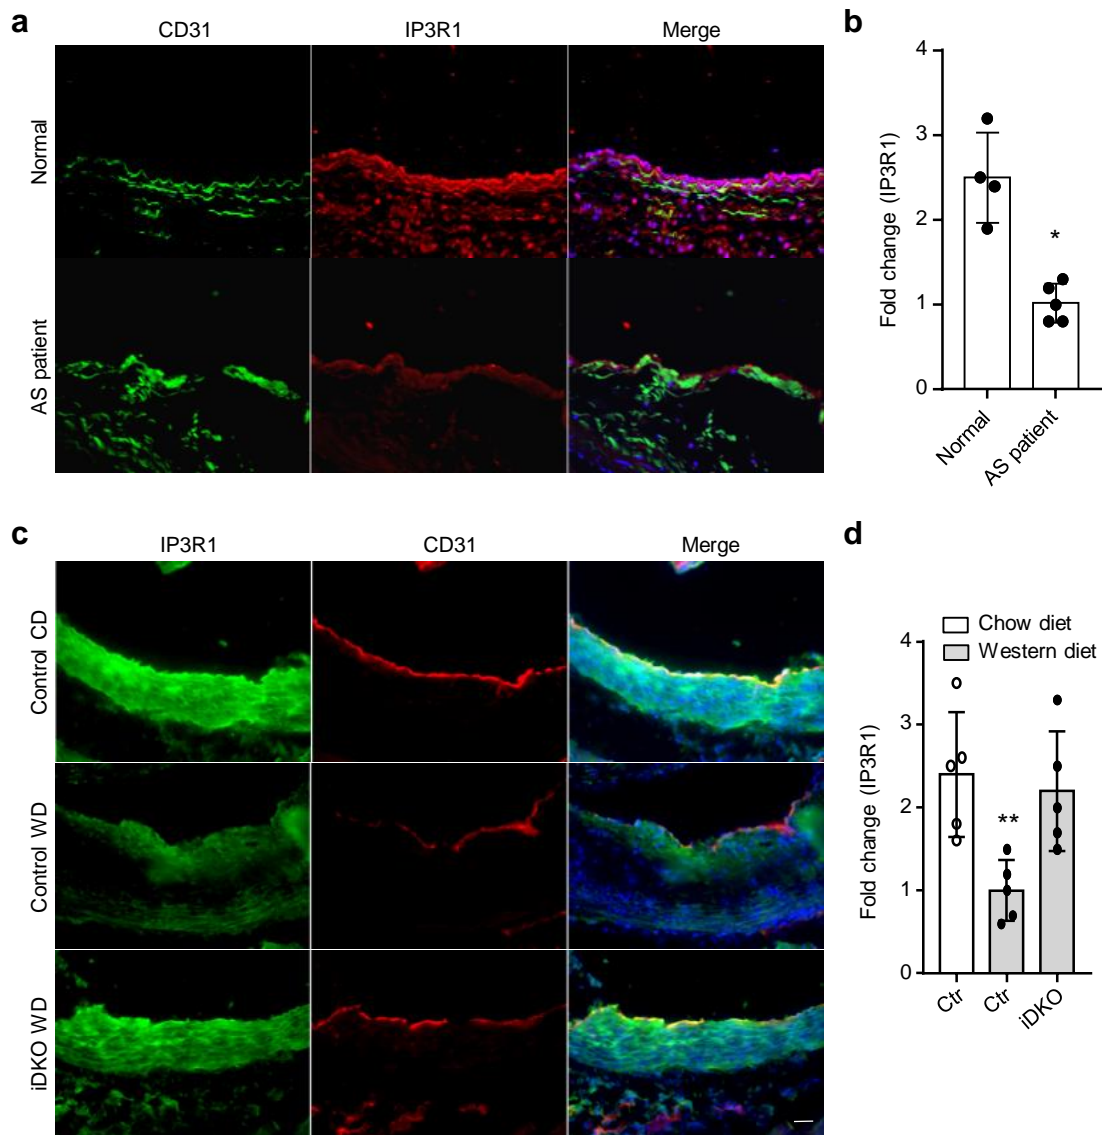 a
CD31 IP3R1 Merge
Normal
AS patient
b
4
3
2
1
0
Fold change (IP3R1)
*
Normal
AS patient
c
IP3R1 CD31 Merge
Control CD
Control WD
iDKO WD
d
Chow diet
Western diet
4
3
2
1
0
Fold change (IP3R1)
**
Ctr
Ctr
iDKO